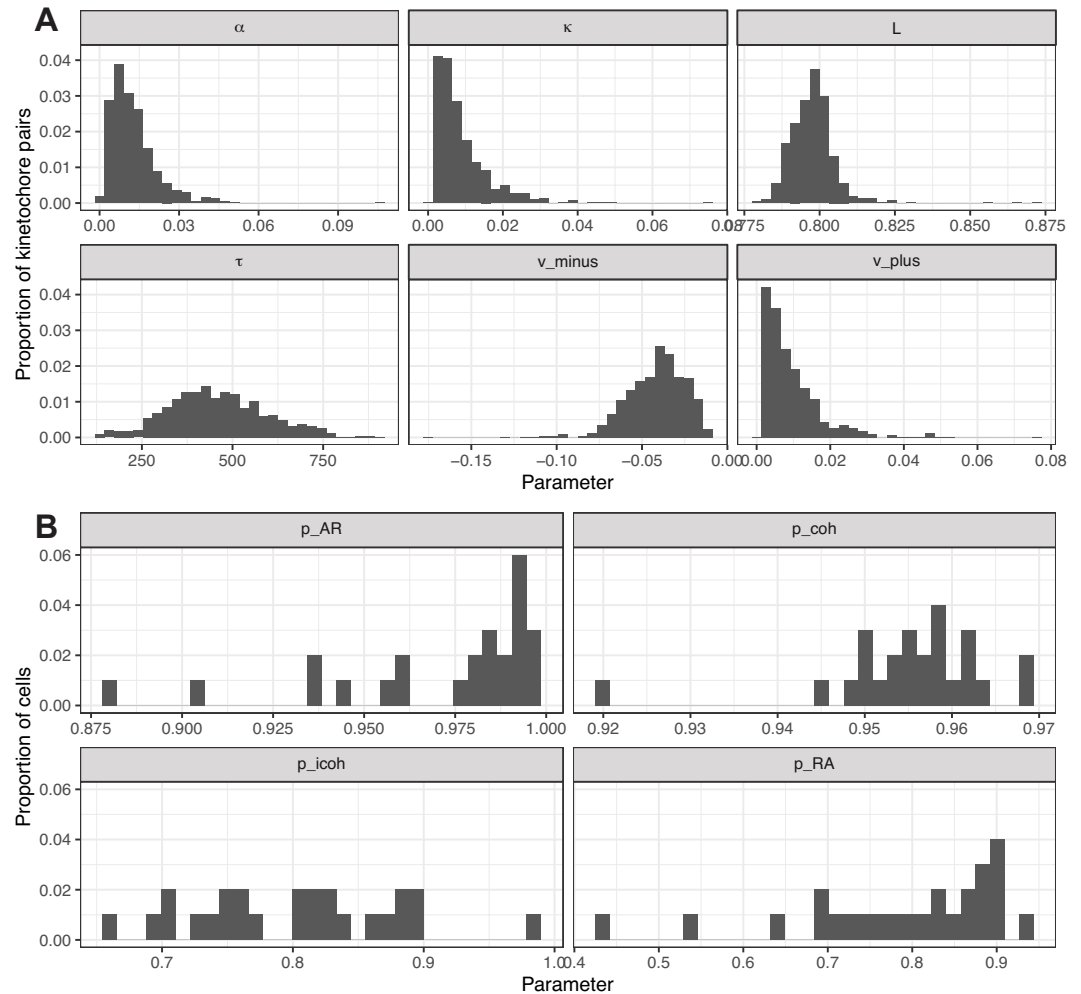 A
α κ L
Proportion of kinetochore pairs
0.04
0.03
0.02
0.01
0.00
0.00 0.03 0.06 0.09
0.00 0.02 0.04 0.06 0.08
0.775 0.800 0.825 0.850 0.875
τ v_minus v_plus
0.04
0.03
0.02
0.01
0.00
250 500 750
−0.15 −0.10 −0.05 0.00
0.00 0.02 0.04 0.06 0.08
Parameter
B
p_AR p_coh
Proportion of cells
0.06
0.04
0.02
0.00
0.875 0.900 0.925 0.950 0.975 1.000
0.92 0.93 0.94 0.95 0.96 0.97
p_icoh p_RA
0.06
0.04
0.02
0.00
0.7 0.8 0.9 1.0
0.4 0.5 0.6 0.7 0.8 0.9
Parameter